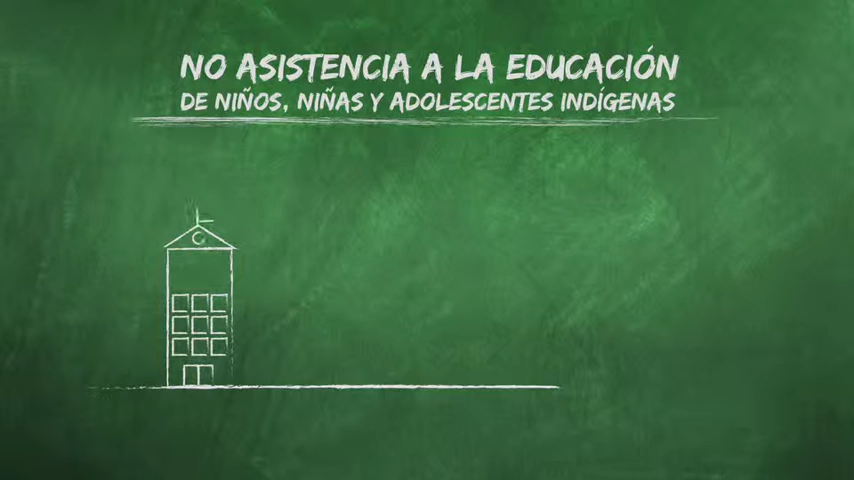 NO ASISTENCIA A LA EDUCACIÓN
DE NIÑOS, NIÑAS Y ADOLESCENTES INDÍGENAS